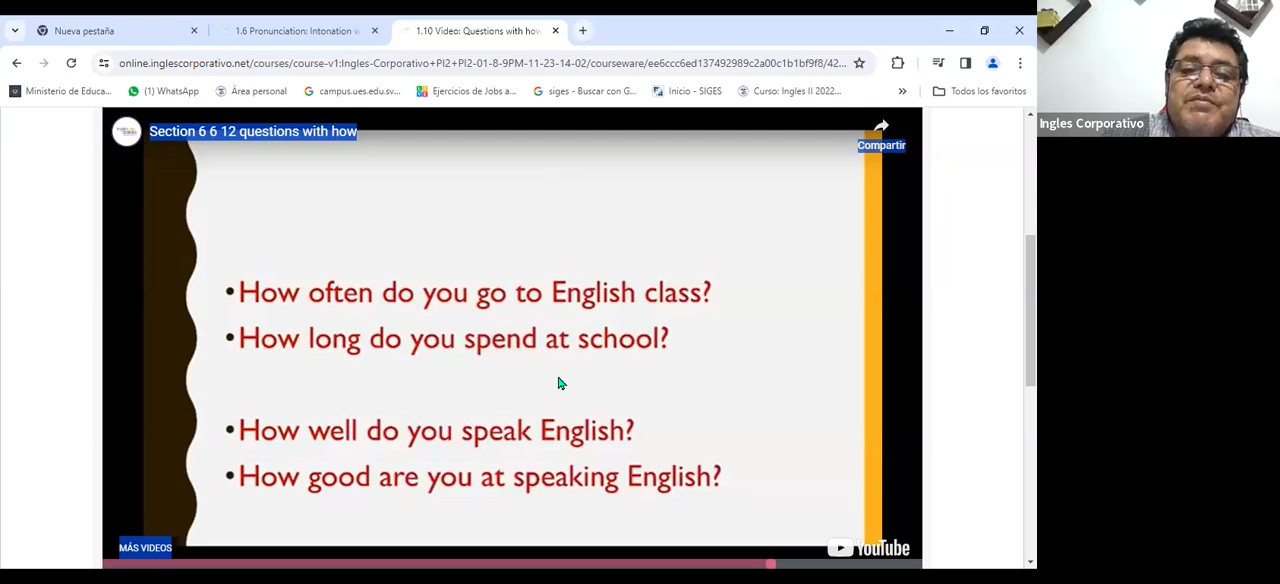 Nueva pestaña
1.6 Pronunciation: Intonation w
1.10 Video: Questions with how
online.inglescorporativo.net/courses/course-v1:Ingles-Corporativo+PI2+PI2-01-8-9PM-11-23-14-02/courseware/ee6ccc6ed137492989c2a00c1b1bf9f8/42...
Ministerio de Educa...
(1) WhatsApp
Área personal
campus.ues.edu.sv...
Ejercicios de Jobs a...
siges - Buscar con G...
Inicio - SIGES
Curso: Ingles II 2022...
Todos los favoritos
Ingles Corporativo
Section 6 6 12 questions with how
Compartir
•How often do you go to English class?
•How long do you spend at school?
•How well do you speak English?
•How good are you at speaking English?
MÁS VIDEOS
YouTube